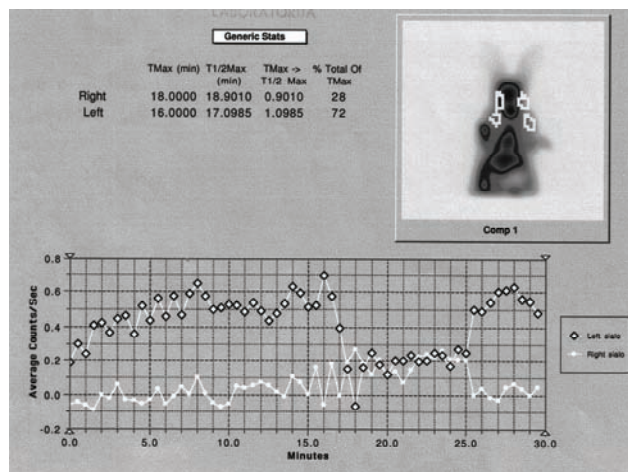 Generic Stats
TMax (min) T1/2Max (min) TMax -> T1/2 Max % Total Of TMax
Right 18.0000 18.9010 0.9010 28
Left 16.0000 17.0985 1.0985 72
Comp 1
Average Counts/Sec
0.8
0.6
0.4
0.2
0.0
-0.2
0.0 5.0 10.0 15.0 20.0 25.0 30.0
Minutes
Left sialo
Right sialo